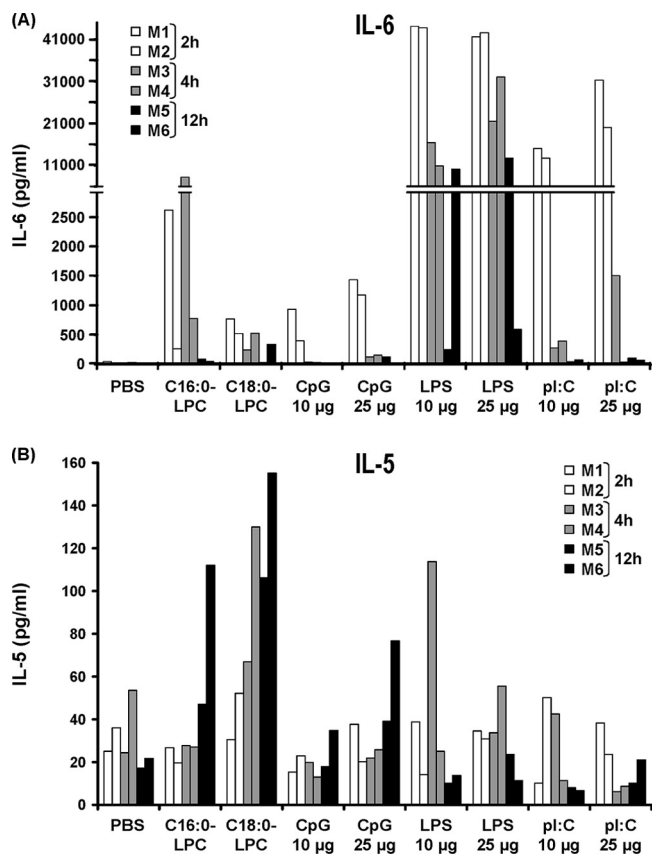 (A)
IL-6
M1
M2
2h
M3
M4
4h
M5
M6
12h
IL-6 (pg/ml)
41000
31000
21000
11000
2500
2000
1500
1000
500
0
PBS C16:0- C18:0- CpG CpG LPS LPS pI:C pI:C
LPC LPC 10 µg 25 µg 10 µg 25 µg 10 µg 25 µg
(B)
IL-5
M1
M2
2h
M3
M4
4h
M5
M6
12h
IL-5 (pg/ml)
160
140
120
100
80
60
40
20
0
PBS C16:0- C18:0- CpG CpG LPS LPS pI:C pI:C
LPC LPC 10 µg 25 µg 10 µg 25 µg 10 µg 25 µg